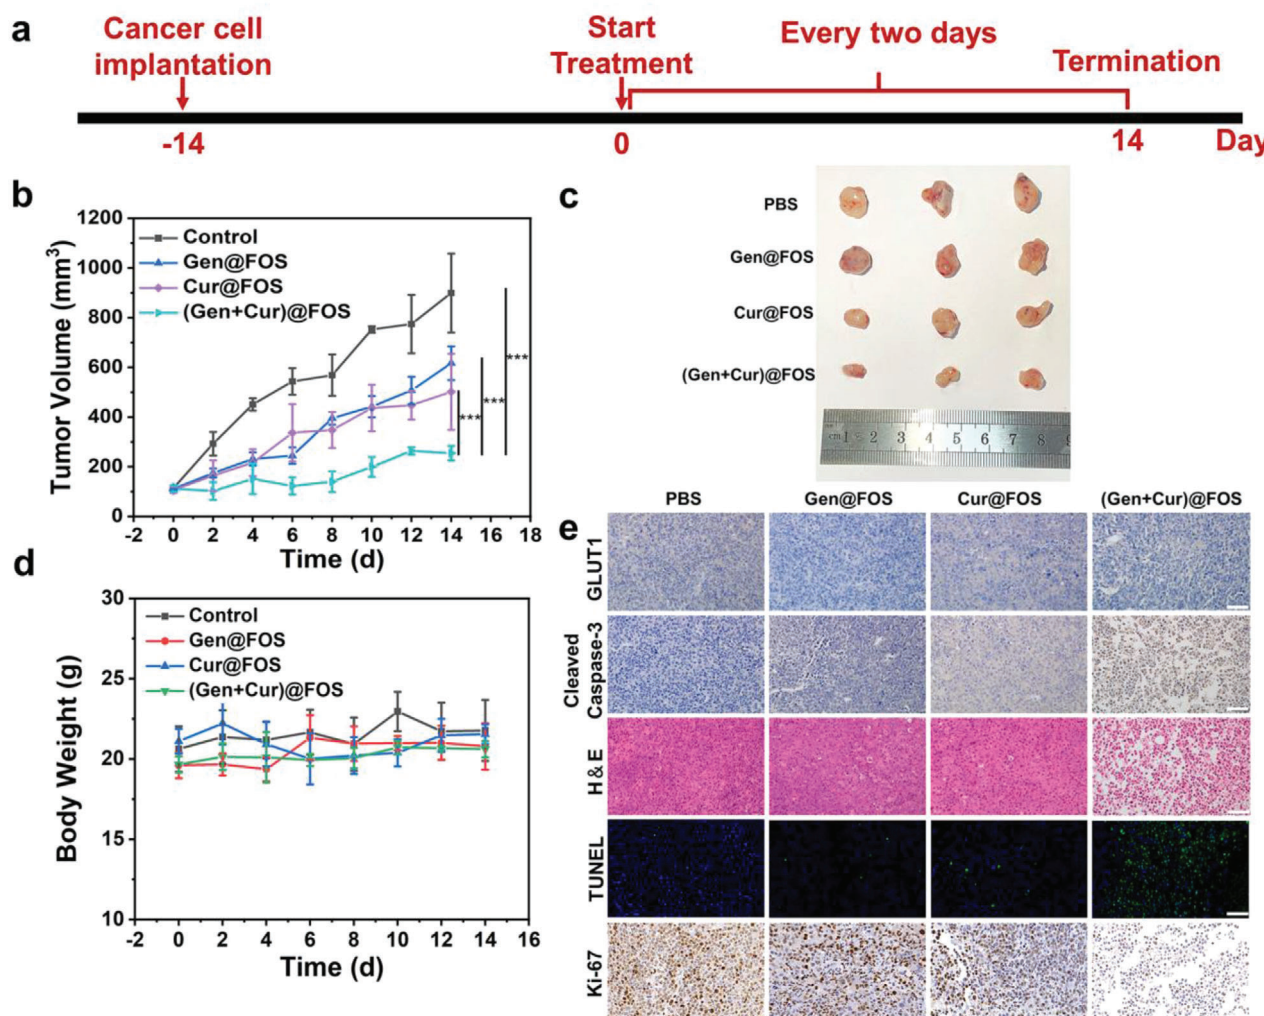 a
Cancer cell
implantation
Start
Treatment
Every two days
Termination
-14
0
14
Day
b
1200
1000
800
600
400
200
0
Tumor Volume (mm³)
Control
Gen@FOS
Cur@FOS
(Gen+Cur)@FOS
***
***
***
-2 0 2 4 6 8 10 12 14 16 18
Time (d)
c
PBS
Gen@FOS
Cur@FOS
(Gen+Cur)@FOS
cm 1 2 3 4 5 6 7 8 9
d
30
25
20
15
10
Body Weight (g)
Control
Gen@FOS
Cur@FOS
(Gen+Cur)@FOS
-2 0 2 4 6 8 10 12 14 16
Time (d)
e
PBS Gen@FOS Cur@FOS (Gen+Cur)@FOS
GLUT1
Cleaved
Caspase-3
H&E
TUNEL
Ki-67